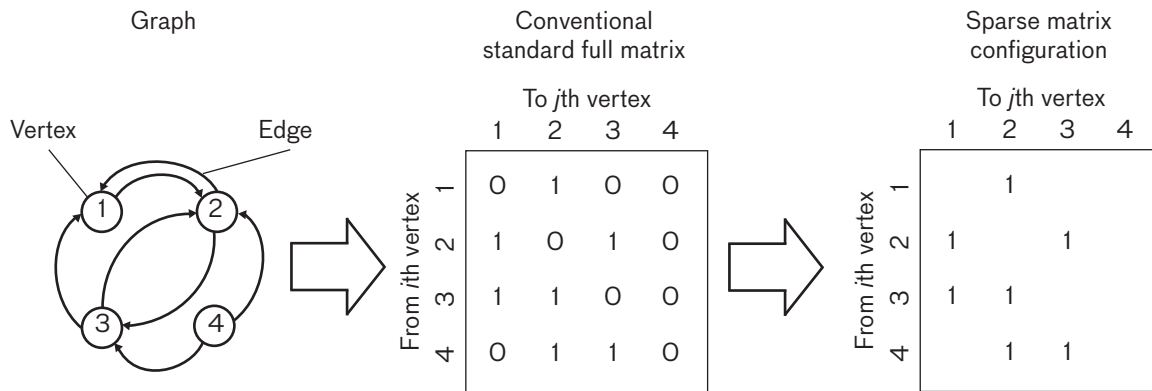 Graph
Conventional
standard full matrix
Sparse matrix
configuration
Vertex
Edge
1
2
3
4
To jth vertex
1 2 3 4
From ith vertex
1 0 1 0 0
2 1 0 1 0
3 1 1 0 0
4 0 1 1 0
To jth vertex
1 2 3 4
From ith vertex
1 1
2 1 1
3 1 1
4 1 1